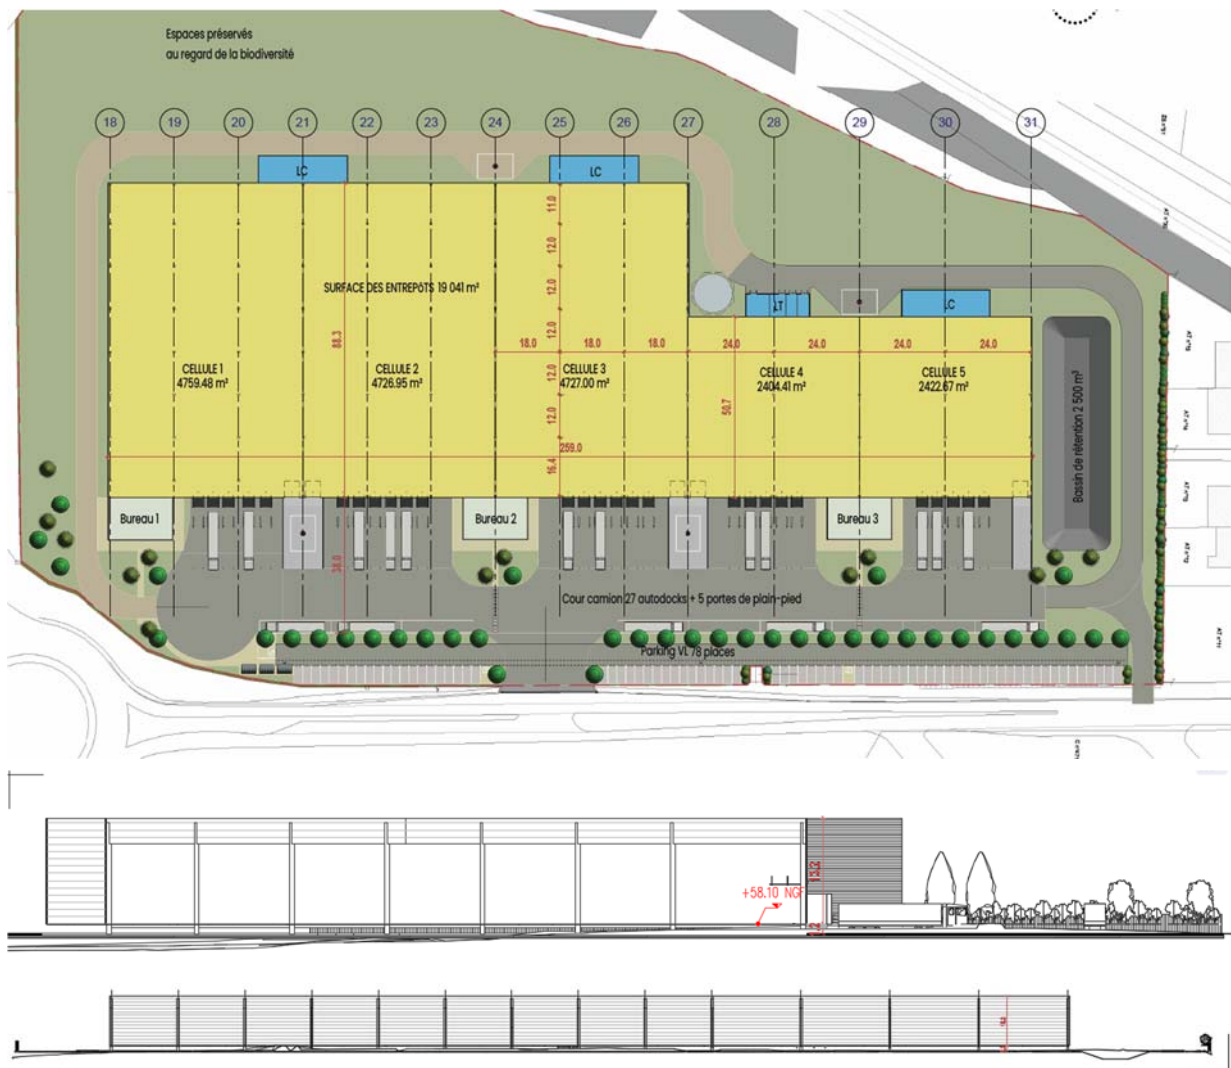 Espaces préservés
au regard de la biodiversité
18 19 20 21 22 23 24 25 26 27 28 29 30 31
LC
LC
11.0
12.0
12.0
SURFACE DES ENTREPôTS 19 041 m²
LT
LC
12.0
88.3
18.0 18.0 18.0 24.0 24.0 24.0 24.0
CELLULE 1
4759.48 m²
CELLULE 2
4726.95 m²
CELLULE 3
4727.00 m²
CELLULE 4
2404.41 m²
CELLULE 5
2422.67 m²
12.0
50.7
12.0
259.0
16.4
Bassin de rétention 2 500 m³
Bureau 1
Bureau 2
Bureau 3
38.0
Cour camion 27 autodocks + 5 portes de plain-pied
Parking VL 78 places
13.2
+58.10 NGF
1.2